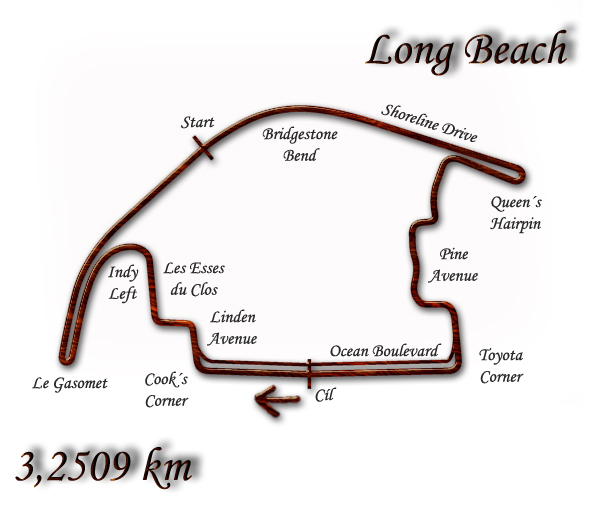 Long Beach
Start
Shoreline Drive
Bridgestone
Bend
Queen´s
Hairpin
Pine
Avenue
Indy
Left
Les Esses
du Clos
Linden
Avenue
Ocean Boulevard
Toyota
Corner
Le Gasomet
Cook´s
Corner
Cíl
3,2509 km